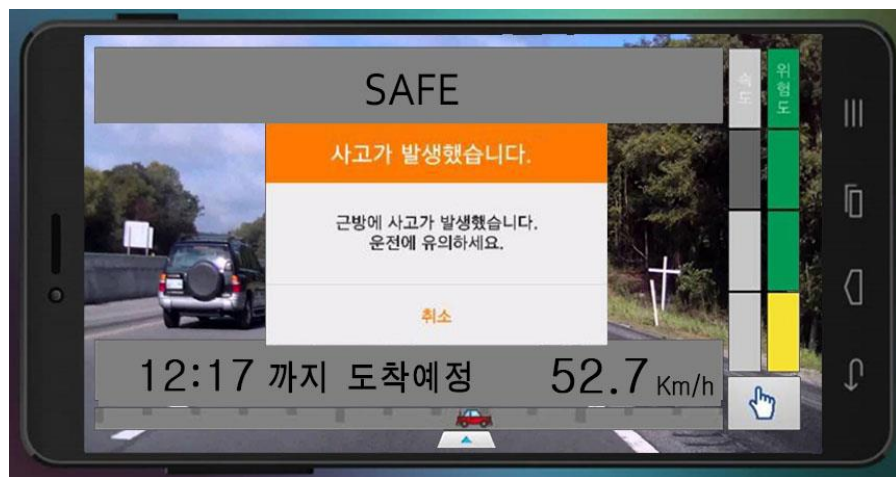 SAFE
사고가 발생했습니다.
근방에 사고가 발생했습니다.
운전에 유의하세요.
취소
12:17 까지 도착예정 52.7 Km/h
속도
위험도